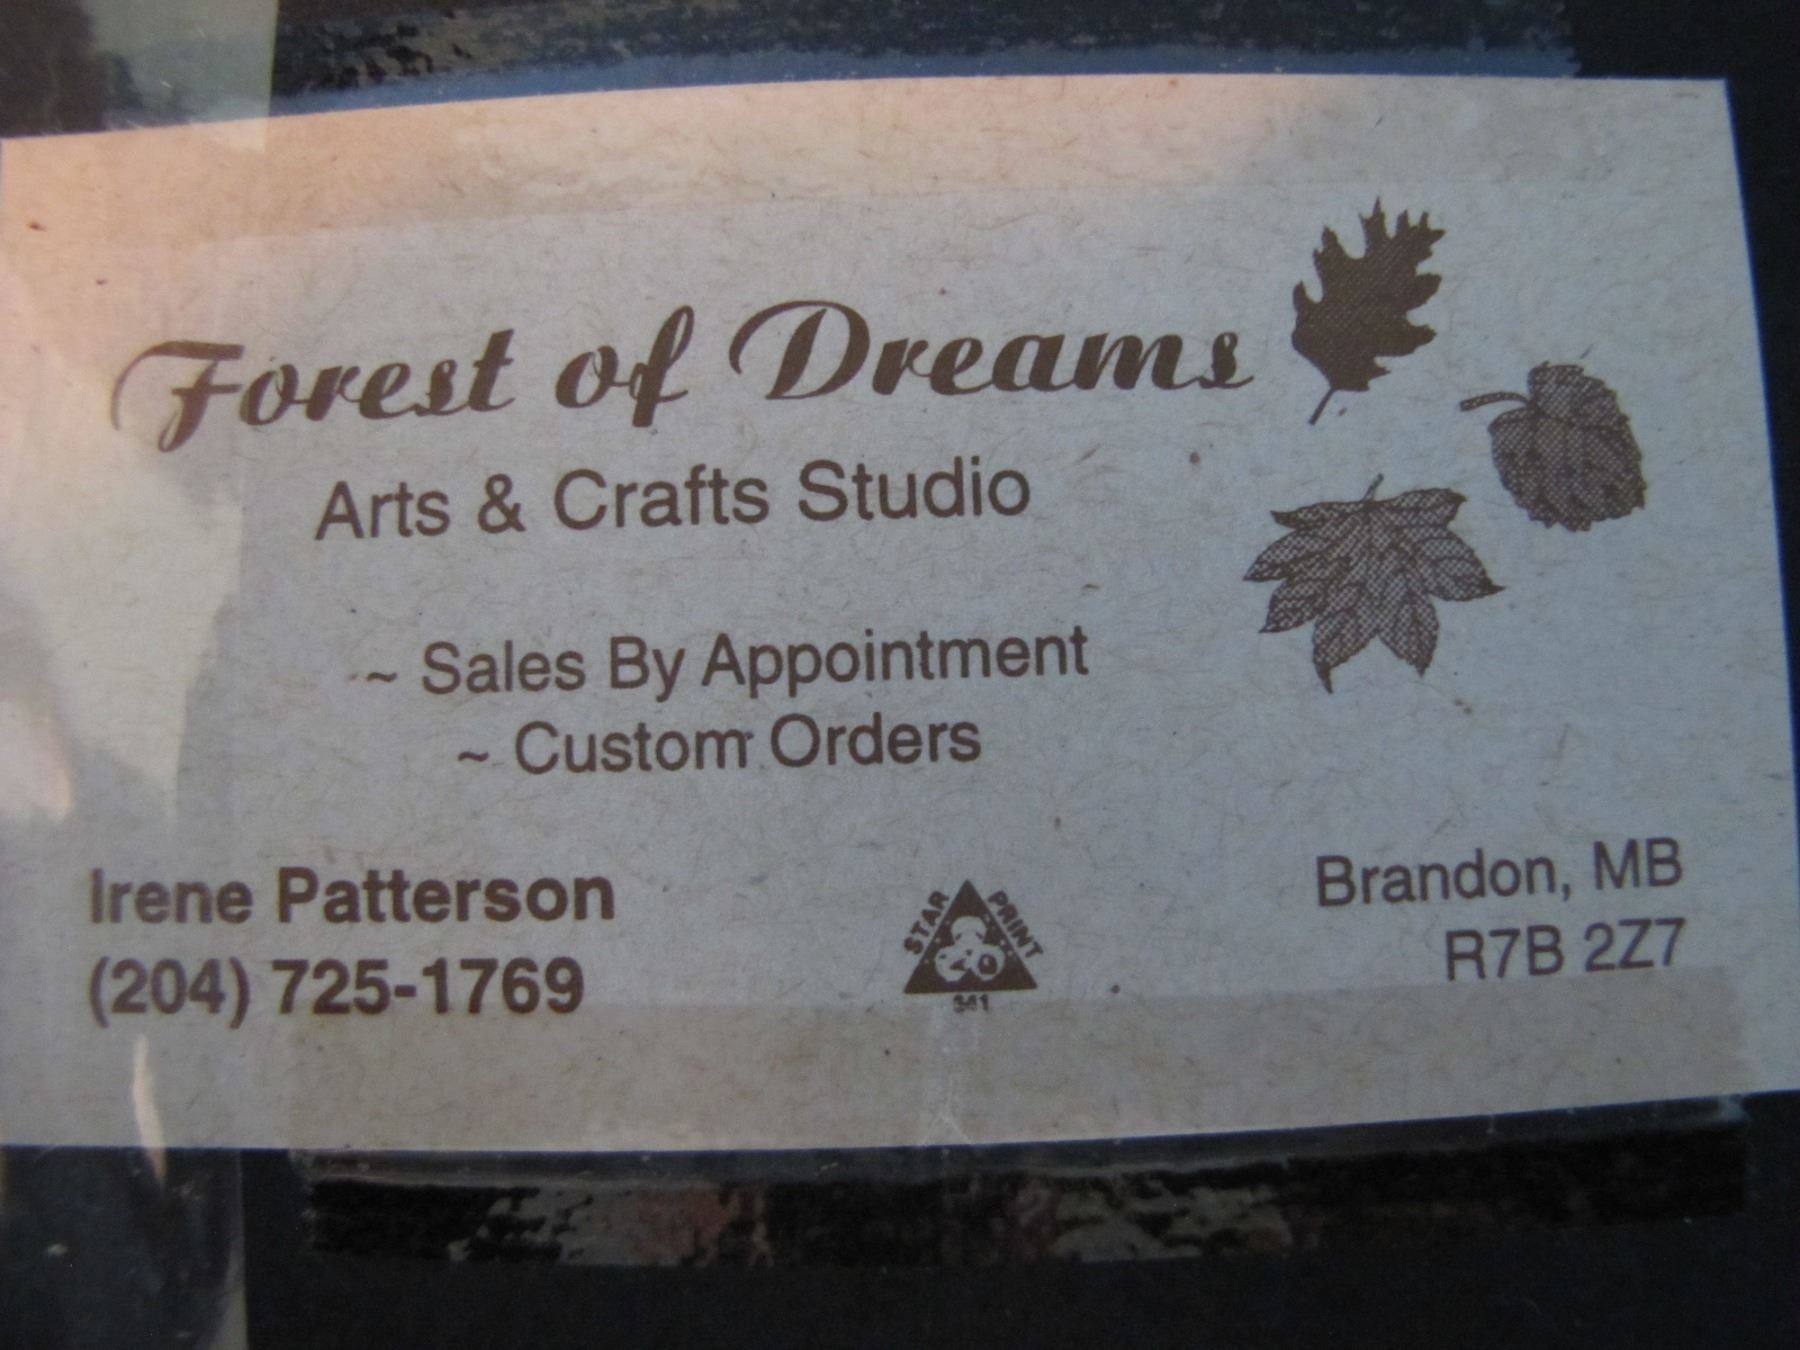 Forest of Dreams
Arts & Crafts Studio
~ Sales By Appointment
~ Custom Orders
Irene Patterson
(204) 725-1769
STAR PRINT
Brandon, MB
R7B 2Z7